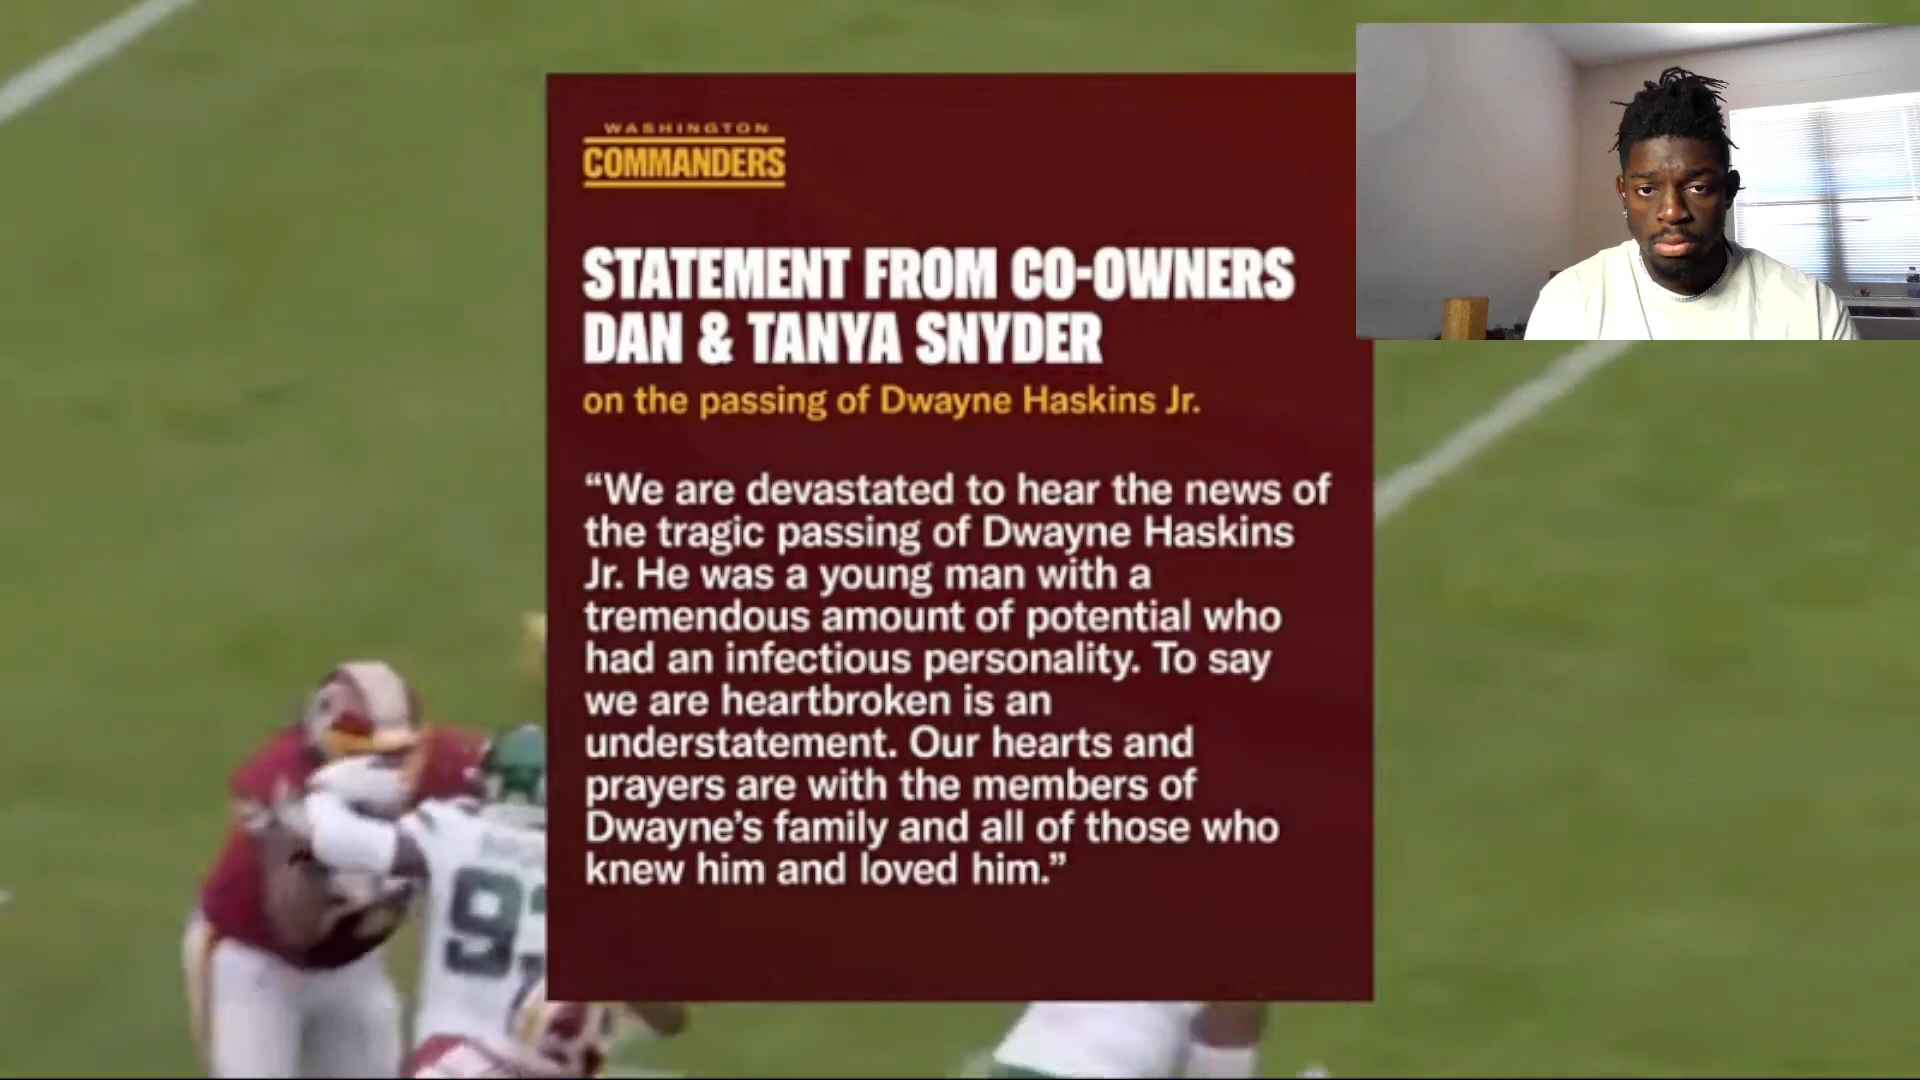 WASHINGTON
COMMANDERS
STATEMENT FROM CO-OWNERS
DAN & TANYA SNYDER
on the passing of Dwayne Haskins Jr.
“We are devastated to hear the news of
the tragic passing of Dwayne Haskins
Jr. He was a young man with a
tremendous amount of potential who
had an infectious personality. To say
we are heartbroken is an
understatement. Our hearts and
prayers are with the members of
Dwayne’s family and all of those who
knew him and loved him.”